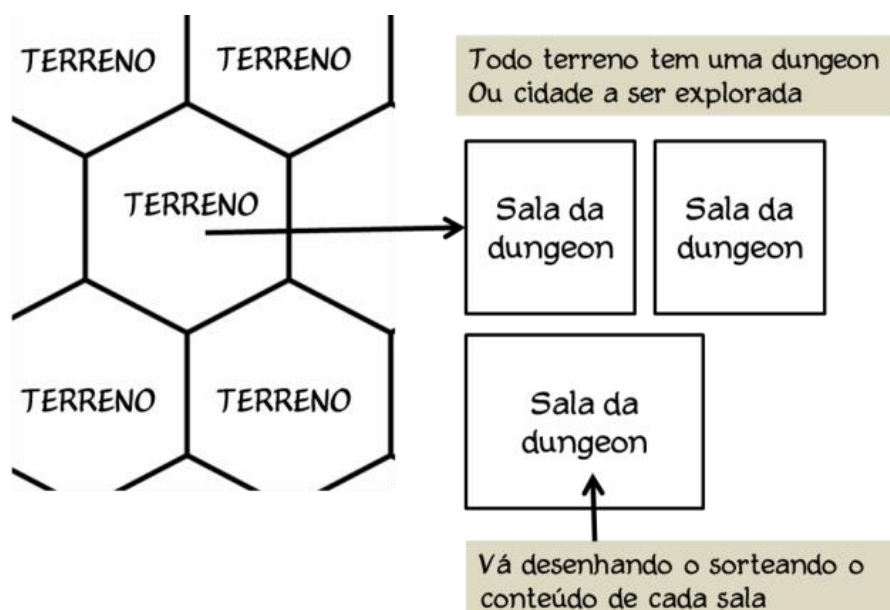 TERRENO
TERRENO
TERRENO
TERRENO
TERRENO
Todo terreno tem uma dungeon
Ou cidade a ser explorada
Sala da
dungeon
Sala da
dungeon
Sala da
dungeon
Vá desenhando o sorteando o
conteúdo de cada sala